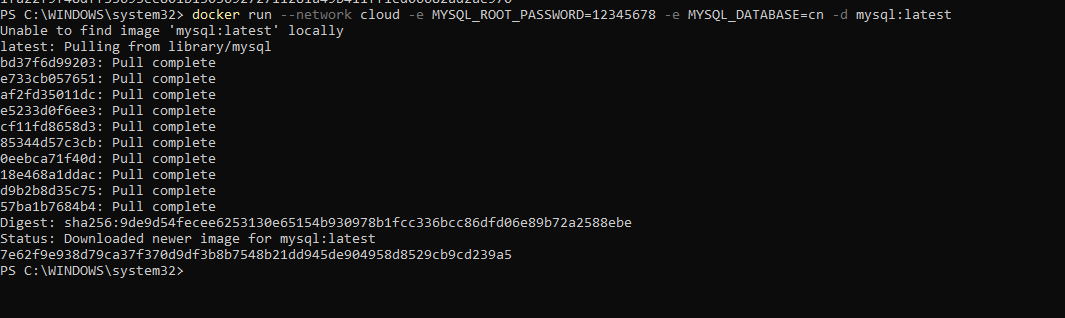 PS C:\WINDOWS\system32> docker run --network cloud -e MYSQL_ROOT_PASSWORD=12345678 -e MYSQL_DATABASE=cn -d mysql:latest
Unable to find image 'mysql:latest' locally
latest: Pulling from library/mysql
bd37f6d99203: Pull complete
e733cb057651: Pull complete
af2fd35011dc: Pull complete
e5233d0f6ee3: Pull complete
cf11fd8658d3: Pull complete
85344d57c3cb: Pull complete
0eebca71f40d: Pull complete
18e468a1ddac: Pull complete
d9b2b8d35c75: Pull complete
57ba1b7684b4: Pull complete
Digest: sha256:9de9d54fecee6253130e65154b930978b1fcc336bcc86dfd06e89b72a2588ebe
Status: Downloaded newer image for mysql:latest
7e62f9e938d79ca37f370d9df3b8b7548b21dd945de904958d8529cb9cd239a5
PS C:\WINDOWS\system32>